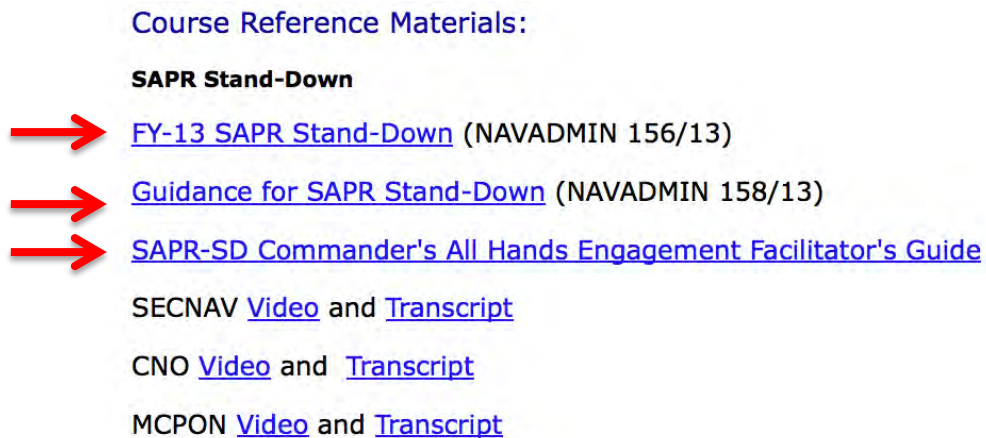 Course Reference Materials:
SAPR Stand-Down
FY-13 SAPR Stand-Down (NAVADMIN 156/13)
Guidance for SAPR Stand-Down (NAVADMIN 158/13)
SAPR-SD Commander's All Hands Engagement Facilitator's Guide
SECNAV Video and Transcript
CNO Video and Transcript
MCPON Video and Transcript